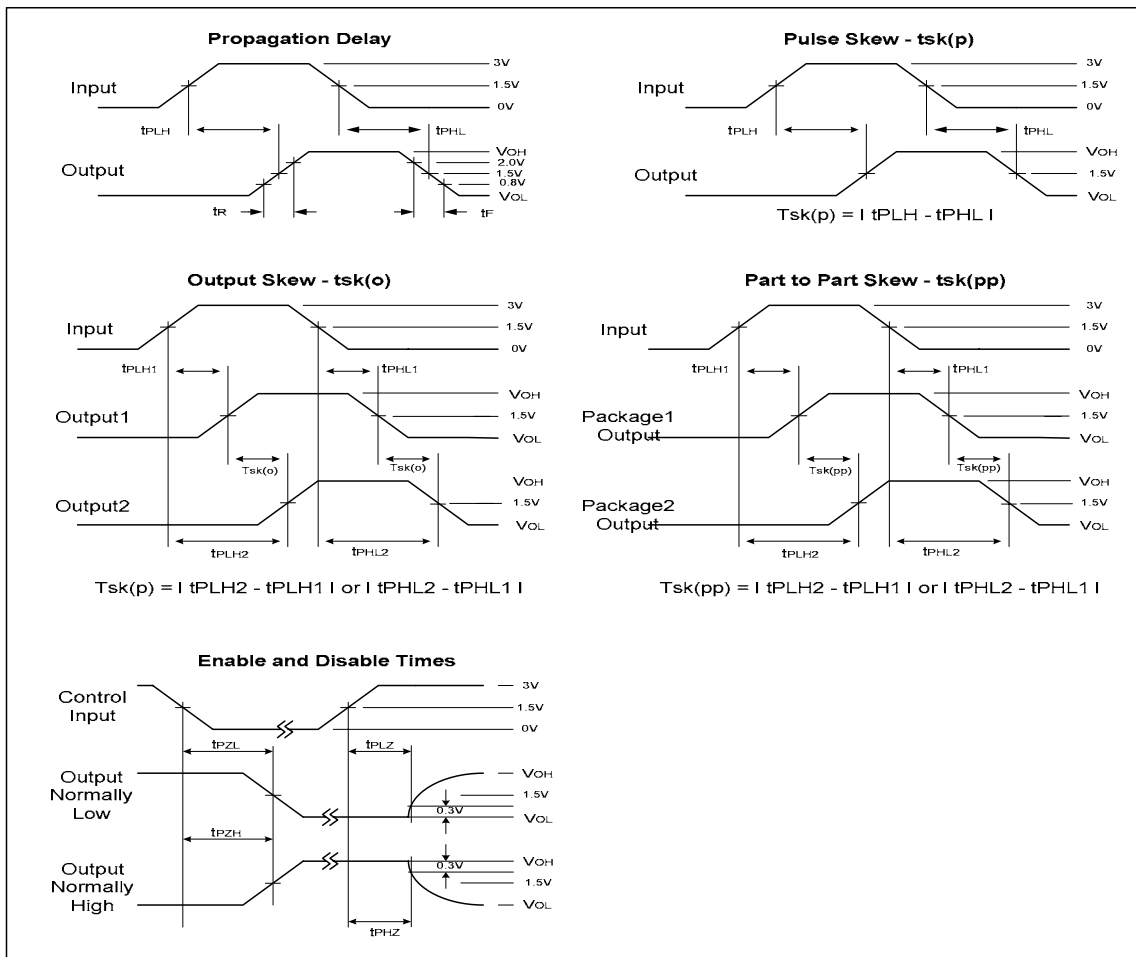 Propagation Delay
Input
3V
1.5V
0V
tPLH
tPHL
Output
VOH
2.0V
1.5V
0.8V
VOL
tR
tF
Pulse Skew - tsk(p)
Input
3V
1.5V
0V
tPLH
tPHL
Output
VOH
1.5V
VOL
Tsk(p) = I tPLH - tPHL I
Output Skew - tsk(o)
Input
3V
1.5V
0V
tPLH1
tPHL1
Output1
VOH
1.5V
VOL
Tsk(o)
Tsk(o)
Output2
VOH
1.5V
VOL
tPLH2
tPHL2
Tsk(p) = I tPLH2 - tPLH1 I or I tPHL2 - tPHL1 I
Part to Part Skew - tsk(pp)
Input
3V
1.5V
0V
tPLH1
tPHL1
Package1
Output
VOH
1.5V
VOL
Tsk(pp)
Tsk(pp)
Package2
Output
VOH
1.5V
VOL
tPLH2
tPHL2
Tsk(pp) = I tPLH2 - tPLH1 I or I tPHL2 - tPHL1 I
Enable and Disable Times
Control
Input
3V
1.5V
0V
tPZL
tPLZ
Output
Normally
Low
VOH
1.5V
0.3V
VOL
tPZH
Output
Normally
High
VOH
0.3V
1.5V
VOL
tPHZ